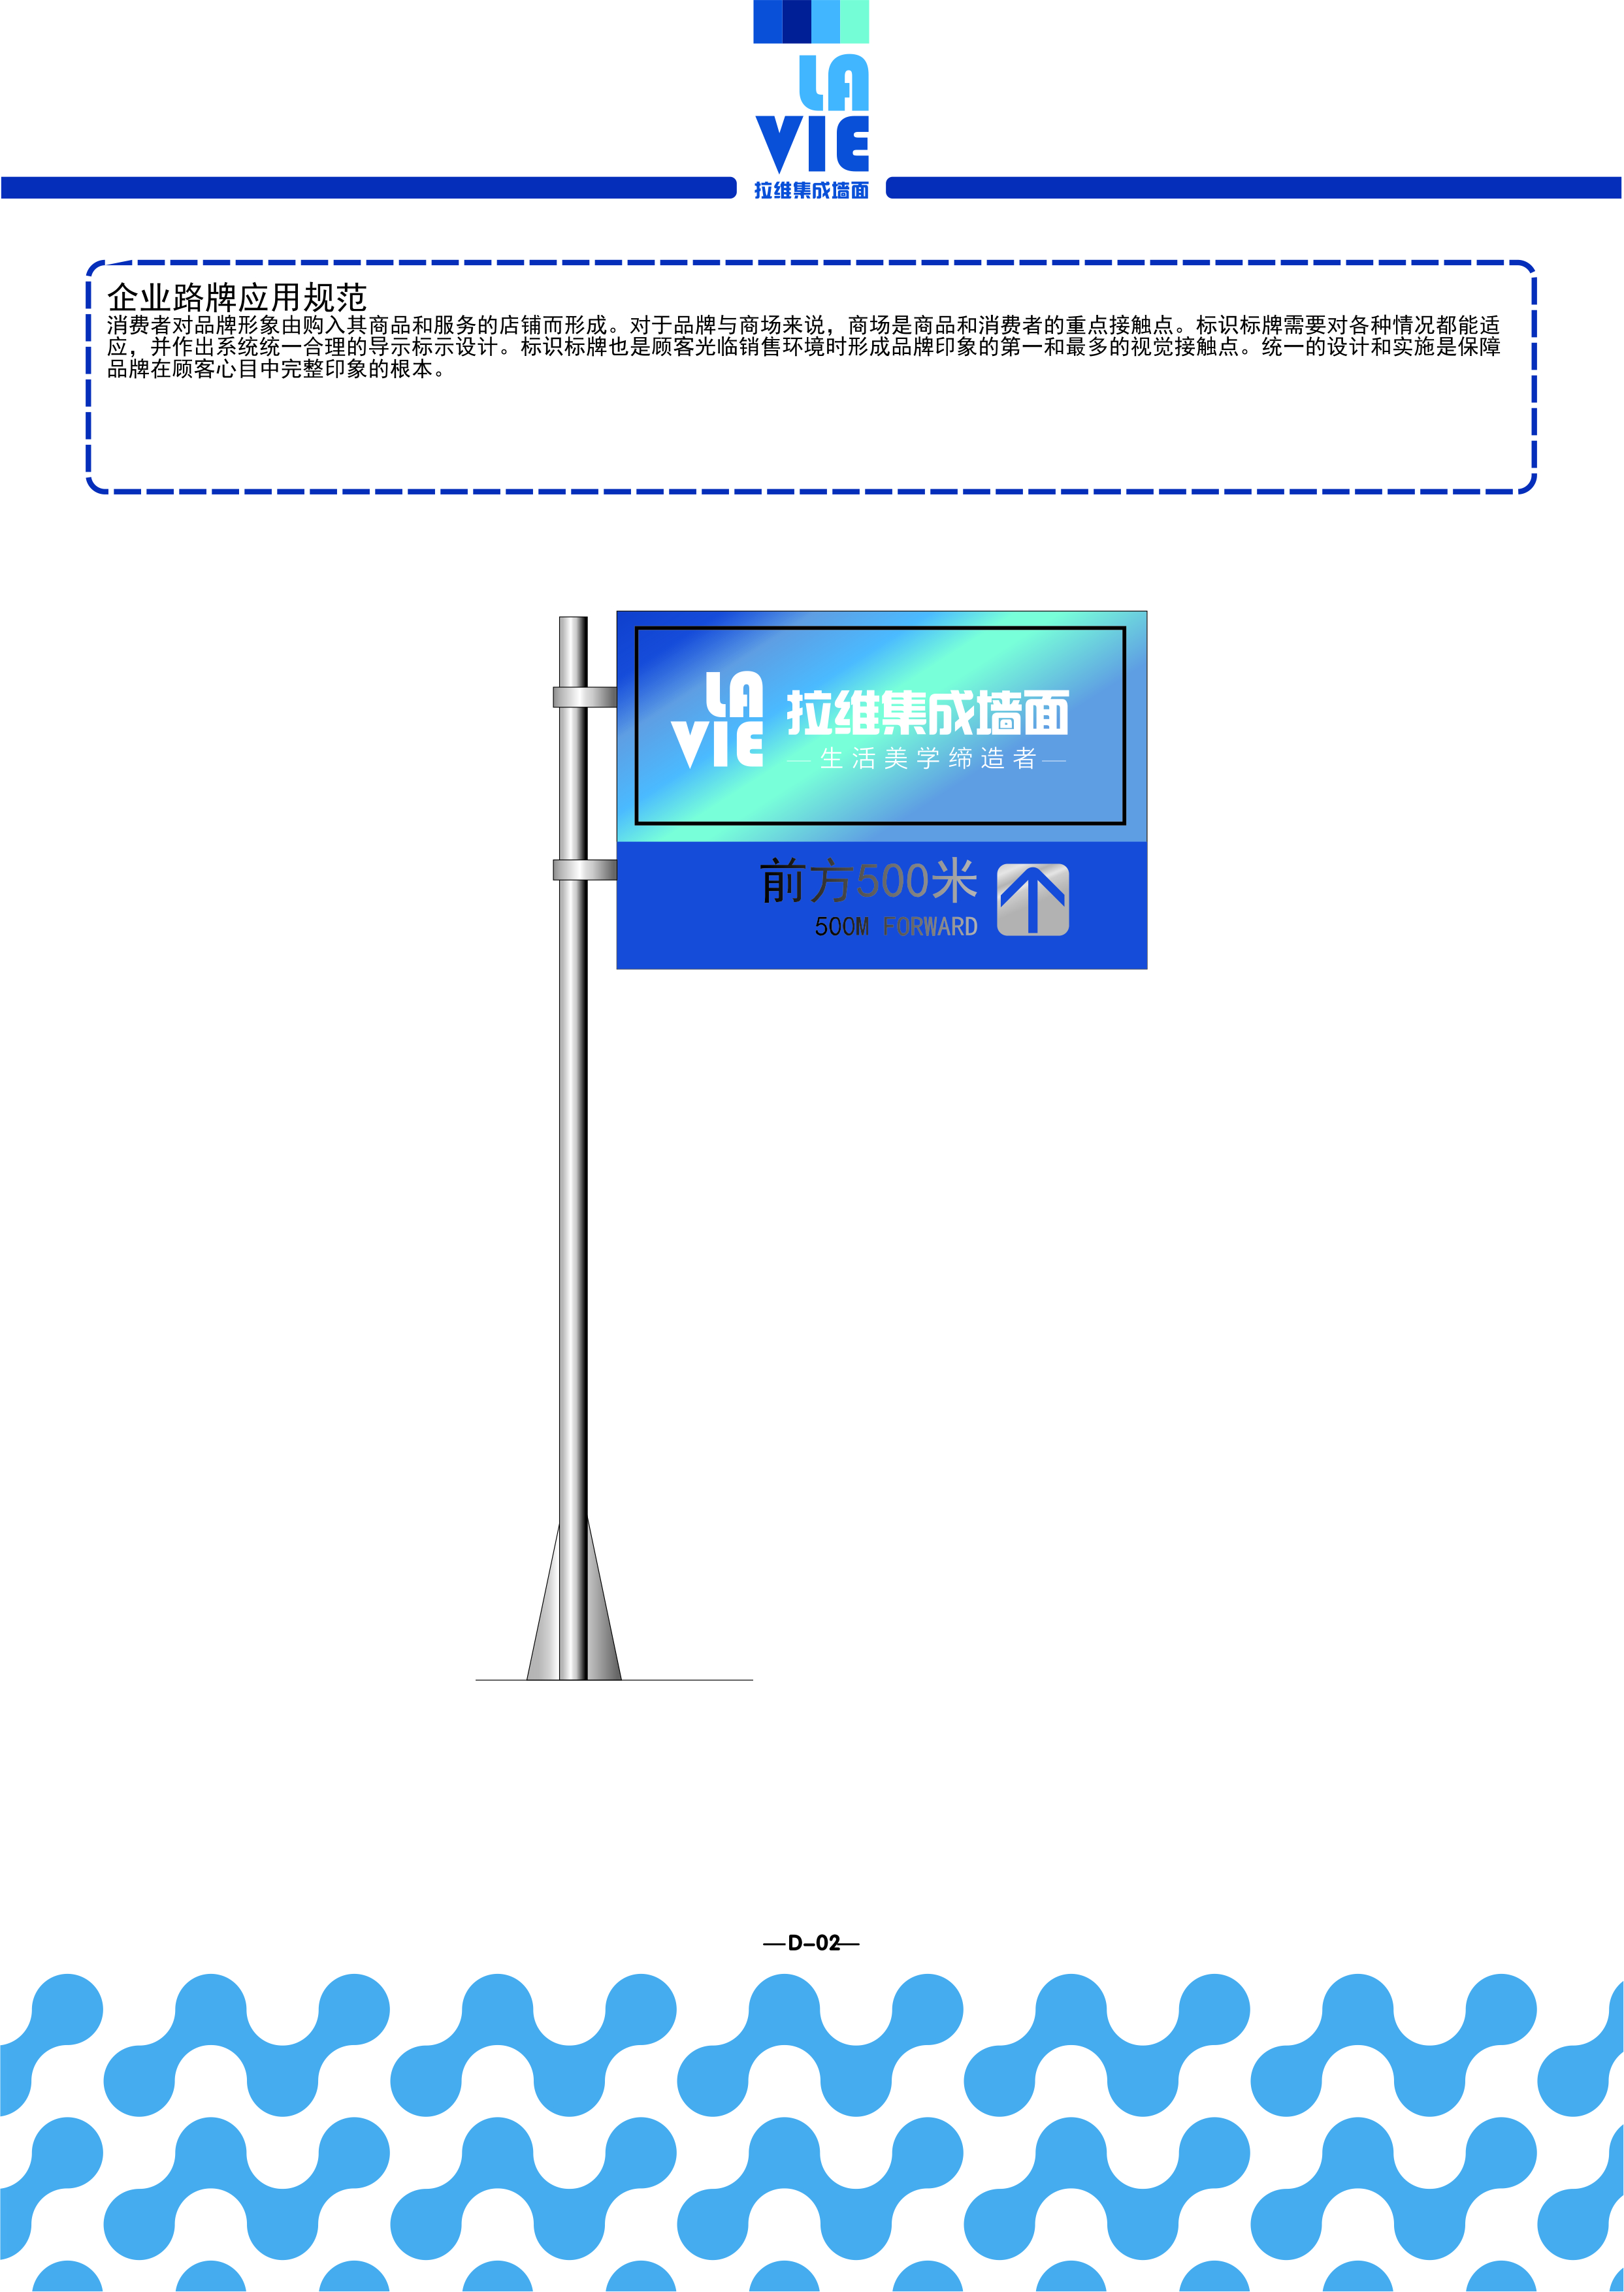 LA
VIE
拉维集成墙面
企业路牌应用规范
消费者对品牌形象由购入其商品和服务的店铺而形成。对于品牌与商场来说，商场是商品和消费者的重点接触点。标识标牌需要对各种情况都能适
应，并作出系统统一合理的导示标示设计。标识标牌也是顾客光临销售环境时形成品牌印象的第一和最多的视觉接触点。统一的设计和实施是保障
品牌在顾客心目中完整印象的根本。
LA
VIE
拉维集成墙面
—生活美学缔造者—
前方500米
500M FORWARD
—D-02—